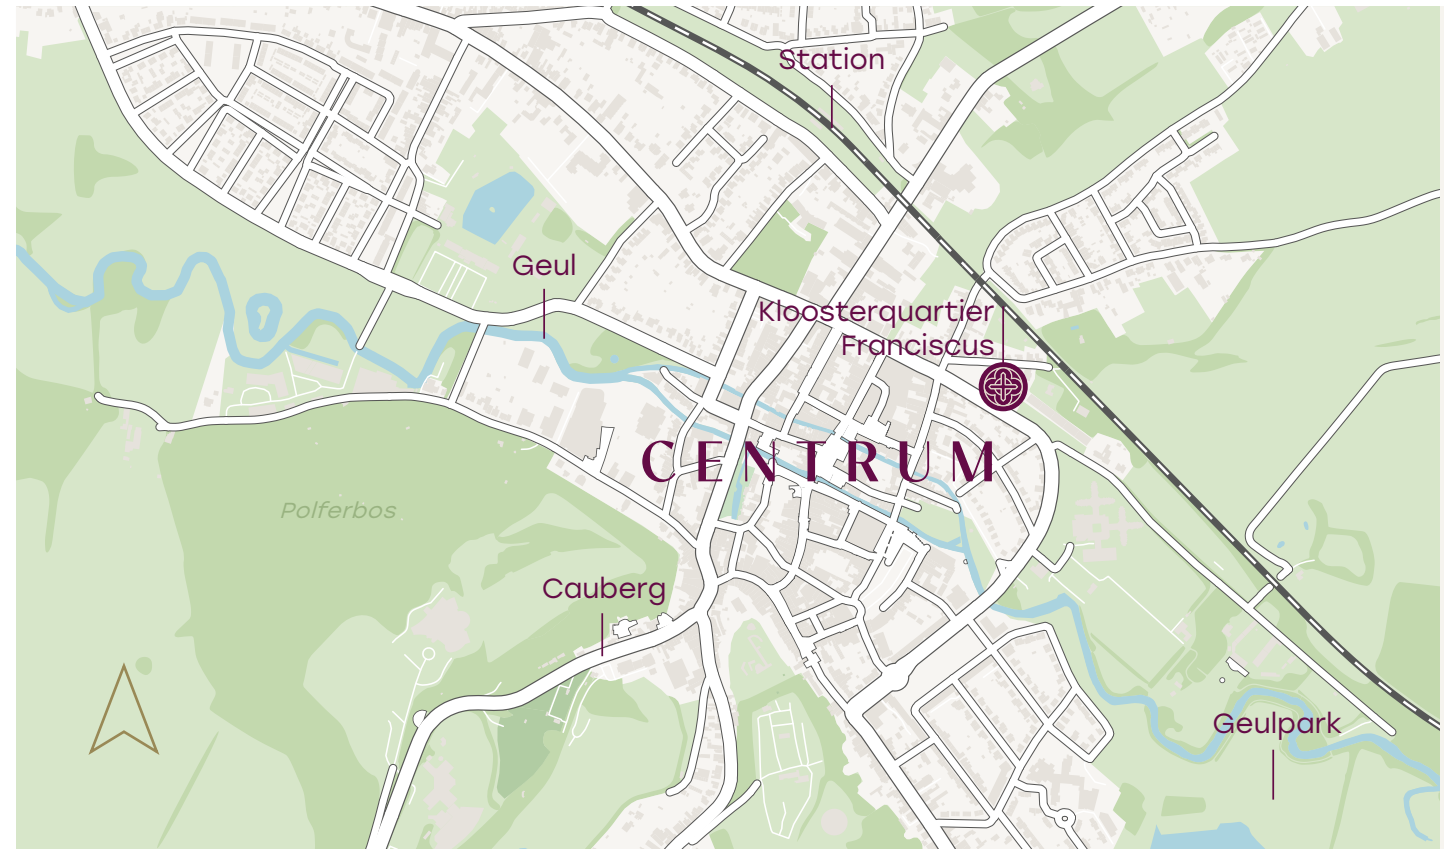 Station
Geul
Kloosterquartier
Franciscus
CENTRUM
Polferbos
Cauberg
Geulpark